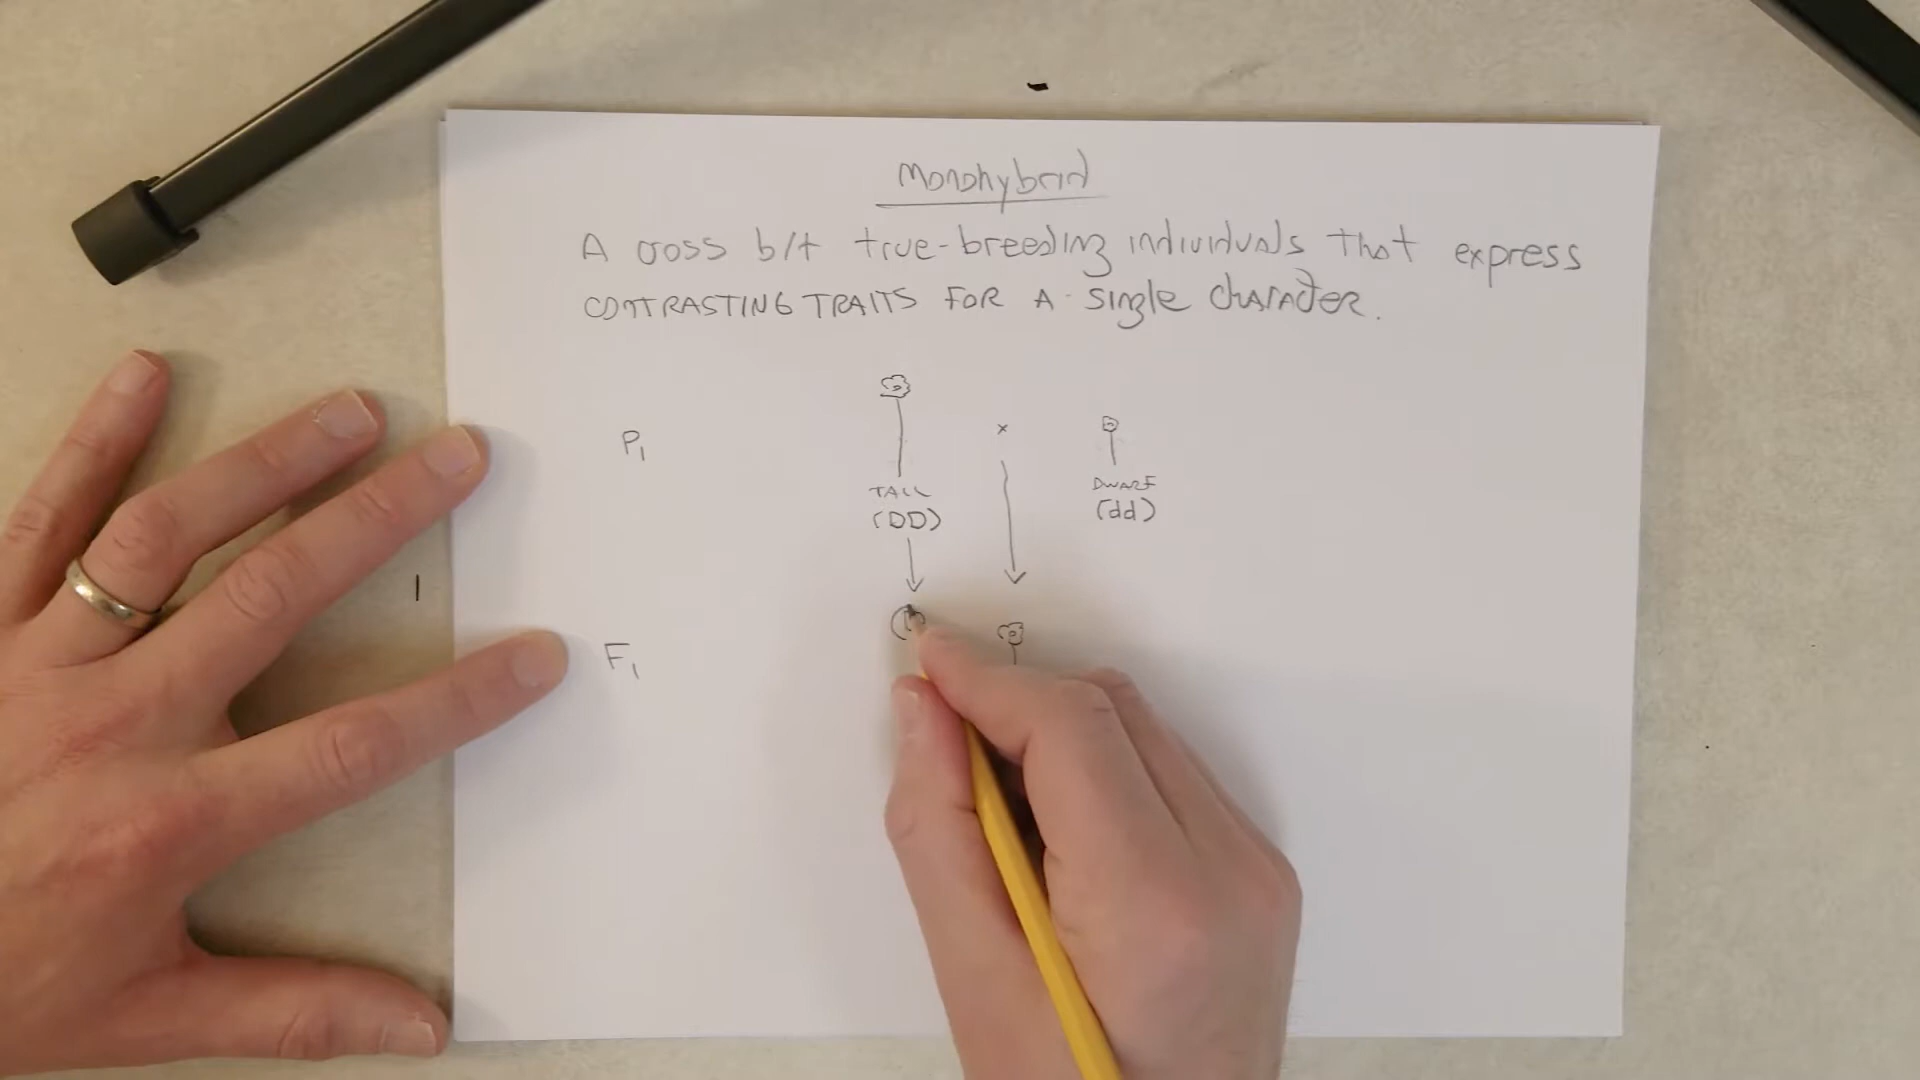 Monohybrid
A cross b/t true-breeding individuals that express
CONTRASTING TRAITS FOR A single CHARACTER.
P1 × 
TALL DWARF
(DD) (dd)
F1